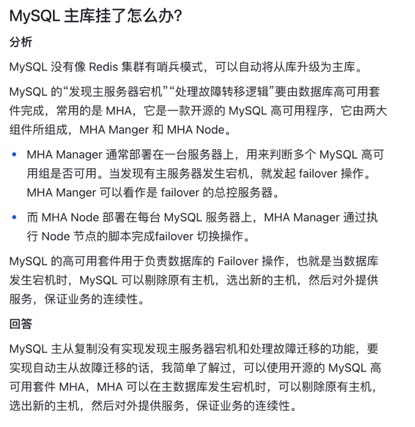 MySQL 主库挂了怎么办?
分析
MySQL 没有像 Redis 集群有哨兵模式，可以自动将从库升级为主库。
MySQL 的“发现主服务器宕机”“处理故障转移逻辑”要由数据库高可用套
件完成，常用的是 MHA，它是一款开源的 MySQL 高可用程序，它由两大
组件所组成，MHA Manger 和 MHA Node。
MHA Manager 通常部署在一台服务器上，用来判断多个 MySQL 高可
用组是否可用。当发现有主服务器发生宕机，就发起 failover 操作。
MHA Manger 可以看作是 failover 的总控服务器。
而 MHA Node 部署在每台 MySQL 服务器上，MHA Manager 通过执
行 Node 节点的脚本完成failover 切换操作。
MySQL 的高可用套件用于负责数据库的 Failover 操作，也就是当数据库
发生宕机时，MySQL 可以剔除原有主机，选出新的主机，然后对外提供
服务，保证业务的连续性。
回答
MySQL 主从复制没有实现发现主服务器宕机和处理故障迁移的功能，要
实现自动主从故障迁移的话，我简单了解过，可以使用开源的 MySQL 高
可用套件 MHA，MHA 可以在主数据库发生宕机时，可以剔除原有主机，
选出新的主机，然后对外提供服务，保证业务的连续性。